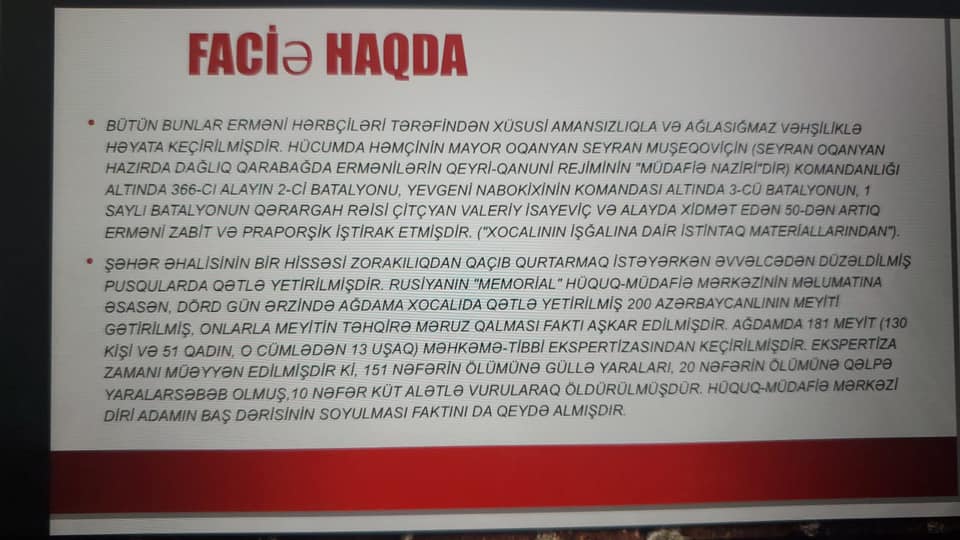 FACİƏ HAQDA
• BÜTÜN BUNLAR ERMƏNİ HƏRBÇİLƏRİ TƏRƏFİNDƏN XÜSUSİ AMANSIZLIQLA VƏ AĞLASIĞMAZ VƏHŞİLİKLƏ
HƏYATA KEÇİRİLMİŞDİR. HÜCUMDA HƏMÇİNİN MAYOR OQANYAN SEYRAN MUŞEQOVİÇİN (SEYRAN OQANYAN
HAZIRDA DAĞLIQ QARABAĞDA ERMƏNİLƏRİN QEYRİ-QANUNİ REJİMİNİN "MÜDAFİƏ NAZİRİ"DİR) KOMANDANLIĞI
ALTINDA 366-CI ALAYIN 2-Cİ BATALYONU, YEVGENİ NABOKİXİNİN KOMANDASI ALTINDA 3-CÜ BATALYONUN, 1
SAYLI BATALYONUN QƏRARGAH RƏİSİ ÇİTÇYAN VALERİY İSAYEVİÇ VƏ ALAYDA XİDMƏT EDƏN 50-DƏN ARTIQ
ERMƏNİ ZABİT VƏ PRAPORŞİK İŞTİRAK ETMİŞDİR. ("XOCALININ İŞĞALINA DAİR İSTİNTAQ MATERİALLARINDAN").
• ŞƏHƏR ƏHALİSİNİN BİR HİSSƏSİ ZORAKILIQDAN QAÇIB QURTARMAQ İSTƏYƏRKƏN ƏVVƏLCƏDƏN DÜZƏLDİLMİŞ
PUSQULARDA QƏTLƏ YETİRİLMİŞDİR. RUSİYANIN "MEMORİAL" HÜQUQ-MÜDAFİƏ MƏRKƏZİNİN MƏLUMATINA
ƏSASƏN, DÖRD GÜN ƏRZİNDƏ AĞDAMA XOCALIDA QƏTLƏ YETİRİLMİŞ 200 AZƏRBAYCANLININ MEYİTİ
GƏTİRİLMİŞ, ONLARLA MEYİTİN TƏHQİRƏ MƏRUZ QALMASI FAKTI AŞKAR EDİLMİŞDİR. AĞDAMDA 181 MEYİT (130
KİŞİ VƏ 51 QADIN, O CÜMLƏDƏN 13 UŞAQ) MƏHKƏMƏ-TİBBİ EKSPERTİZASINDAN KEÇİRİLMİŞDİR. EKSPERTİZA
ZAMANI MÜƏYYƏN EDİLMİŞDİR Kİ, 151 NƏFƏRİN ÖLÜMÜNƏ GÜLLƏ YARALARI, 20 NƏFƏRİN ÖLÜMÜNƏ QƏLPƏ
YARALARSƏBƏB OLMUŞ,10 NƏFƏR KÜT ALƏTLƏ VURULARAQ ÖLDÜRÜLMÜŞDÜR. HÜQUQ-MÜDAFİƏ MƏRKƏZİ
DİRİ ADAMIN BAŞ DƏRİSİNİN SOYULMASI FAKTINI DA QEYDƏ ALMIŞDIR.